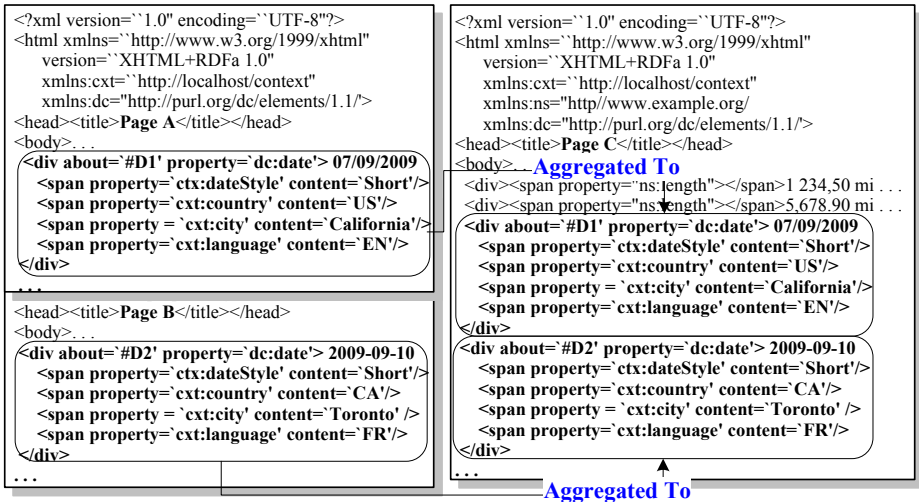 <?xml version=``1.0" encoding=``UTF-8"?>
<html xmlns=``http://www.w3.org/1999/xhtml"
version=``XHTML+RDFa 1.0"
xmlns:cxt=``http://localhost/context"
xmlns:dc="http://purl.org/dc/elements/1.1/'>
<head><title>Page A</title></head>
<body>. . .
<div about=`#D1' property=`dc:date'> 07/09/2009
<span property=`ctx:dateStyle' content=`Short'/>
<span property=`cxt:country' content=`US'/>
<span property = `cxt:city' content=`California'/>
<span property=`cxt:language' content=`EN'/>
</div>
. . .
<head><title>Page B</title></head>
<body>. . .
<div about=`#D2' property=`dc:date'> 2009-09-10
<span property=`ctx:dateStyle' content=`Short'/>
<span property=`cxt:country' content=`CA'/>
<span property = `cxt:city' content=`Toronto' />
<span property=`cxt:language' content=`FR'/>
</div>
. . .
<?xml version=``1.0" encoding=``UTF-8"?>
<html xmlns=``http://www.w3.org/1999/xhtml"
version=``XHTML+RDFa 1.0"
xmlns:cxt=``http://localhost/context"
xmlns:ns="http//www.example.org/
xmlns:dc="http://purl.org/dc/elements/1.1/'>
<head><title>Page C</title></head>
<body>. .
Aggregated To
<div><span property="ns:length"></span>1 234,50 mi . . .
<div><span property="ns:length"></span>5,678.90 mi . . .
<div about=`#D1' property=`dc:date'> 07/09/2009
<span property=`ctx:dateStyle' content=`Short'/>
<span property=`cxt:country' content=`US'/>
<span property = `cxt:city' content=`California'/>
<span property=`cxt:language' content=`EN'/>
</div>
<div about=`#D2' property=`dc:date'> 2009-09-10
<span property=`ctx:dateStyle' content=`Short'/>
<span property=`cxt:country' content=`CA'/>
<span property = `cxt:city' content=`Toronto' />
<span property=`cxt:language' content=`FR'/>
</div>
. . .
Aggregated To